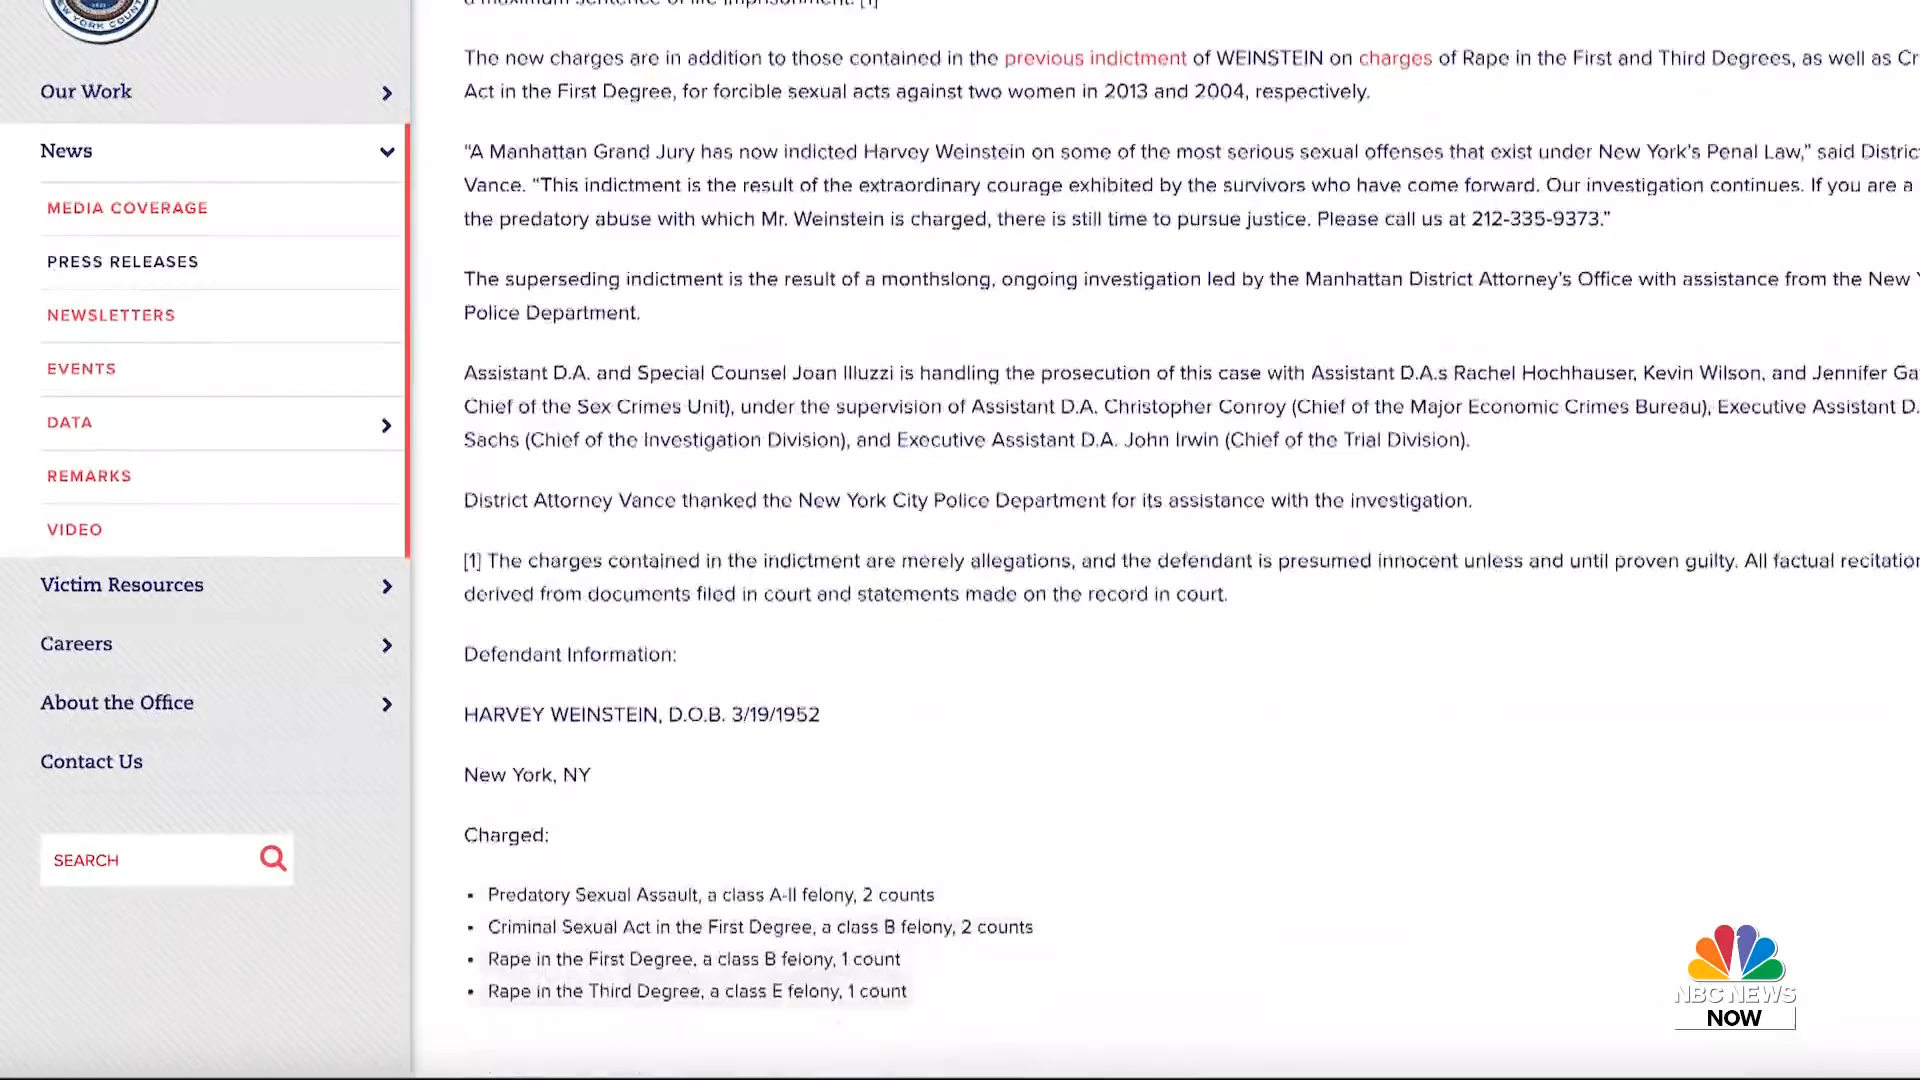 NEW YORK COUNTY
Our Work
News
MEDIA COVERAGE
PRESS RELEASES
NEWSLETTERS
EVENTS
DATA
REMARKS
VIDEO
Victim Resources
Careers
About the Office
Contact Us
SEARCH
a maximum sentence of life imprisonment. [1]
The new charges are in addition to those contained in the previous indictment of WEINSTEIN on charges of Rape in the First and Third Degrees, as well as Cr
Act in the First Degree, for forcible sexual acts against two women in 2013 and 2004, respectively.
“A Manhattan Grand Jury has now indicted Harvey Weinstein on some of the most serious sexual offenses that exist under New York’s Penal Law,” said Distric
Vance. “This indictment is the result of the extraordinary courage exhibited by the survivors who have come forward. Our investigation continues. If you are a
the predatory abuse with which Mr. Weinstein is charged, there is still time to pursue justice. Please call us at 212-335-9373.”
The superseding indictment is the result of a monthslong, ongoing investigation led by the Manhattan District Attorney’s Office with assistance from the New Y
Police Department.
Assistant D.A. and Special Counsel Joan Illuzzi is handling the prosecution of this case with Assistant D.A.s Rachel Hochhauser, Kevin Wilson, and Jennifer Ga
Chief of the Sex Crimes Unit), under the supervision of Assistant D.A. Christopher Conroy (Chief of the Major Economic Crimes Bureau), Executive Assistant D.
Sachs (Chief of the Investigation Division), and Executive Assistant D.A. John Irwin (Chief of the Trial Division).
District Attorney Vance thanked the New York City Police Department for its assistance with the investigation.
[1] The charges contained in the indictment are merely allegations, and the defendant is presumed innocent unless and until proven guilty. All factual recitation
derived from documents filed in court and statements made on the record in court.
Defendant Information:
HARVEY WEINSTEIN, D.O.B. 3/19/1952
New York, NY
Charged:
• Predatory Sexual Assault, a class A-II felony, 2 counts
• Criminal Sexual Act in the First Degree, a class B felony, 2 counts
• Rape in the First Degree, a class B felony, 1 count
• Rape in the Third Degree, a class E felony, 1 count
NBC NEWS
NOW